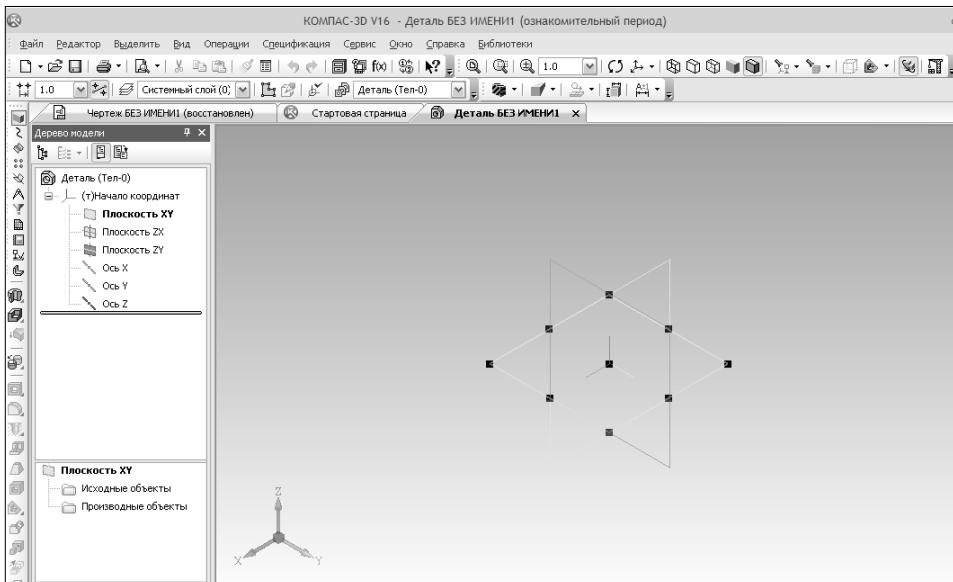 КОМПАС-3D V16 - Деталь БЕЗ ИМЕНИ1 (ознакомительный период)
Файл Редактор Выделить Вид Операции Спецификация Сервис Окно Справка Библиотеки
1.0
1.0 Системный слой (0) Деталь (Тел-0)
Чертеж БЕЗ ИМЕНИ1 (восстановлен) Стартовая страница Деталь БЕЗ ИМЕНИ1
Дерево модели
Деталь (Тел-0)
(т)Начало координат
Плоскость XY
Плоскость ZX
Плоскость ZY
Ось X
Ось Y
Ось Z
Плоскость XY
Исходные объекты
Производные объекты
Z
X Y